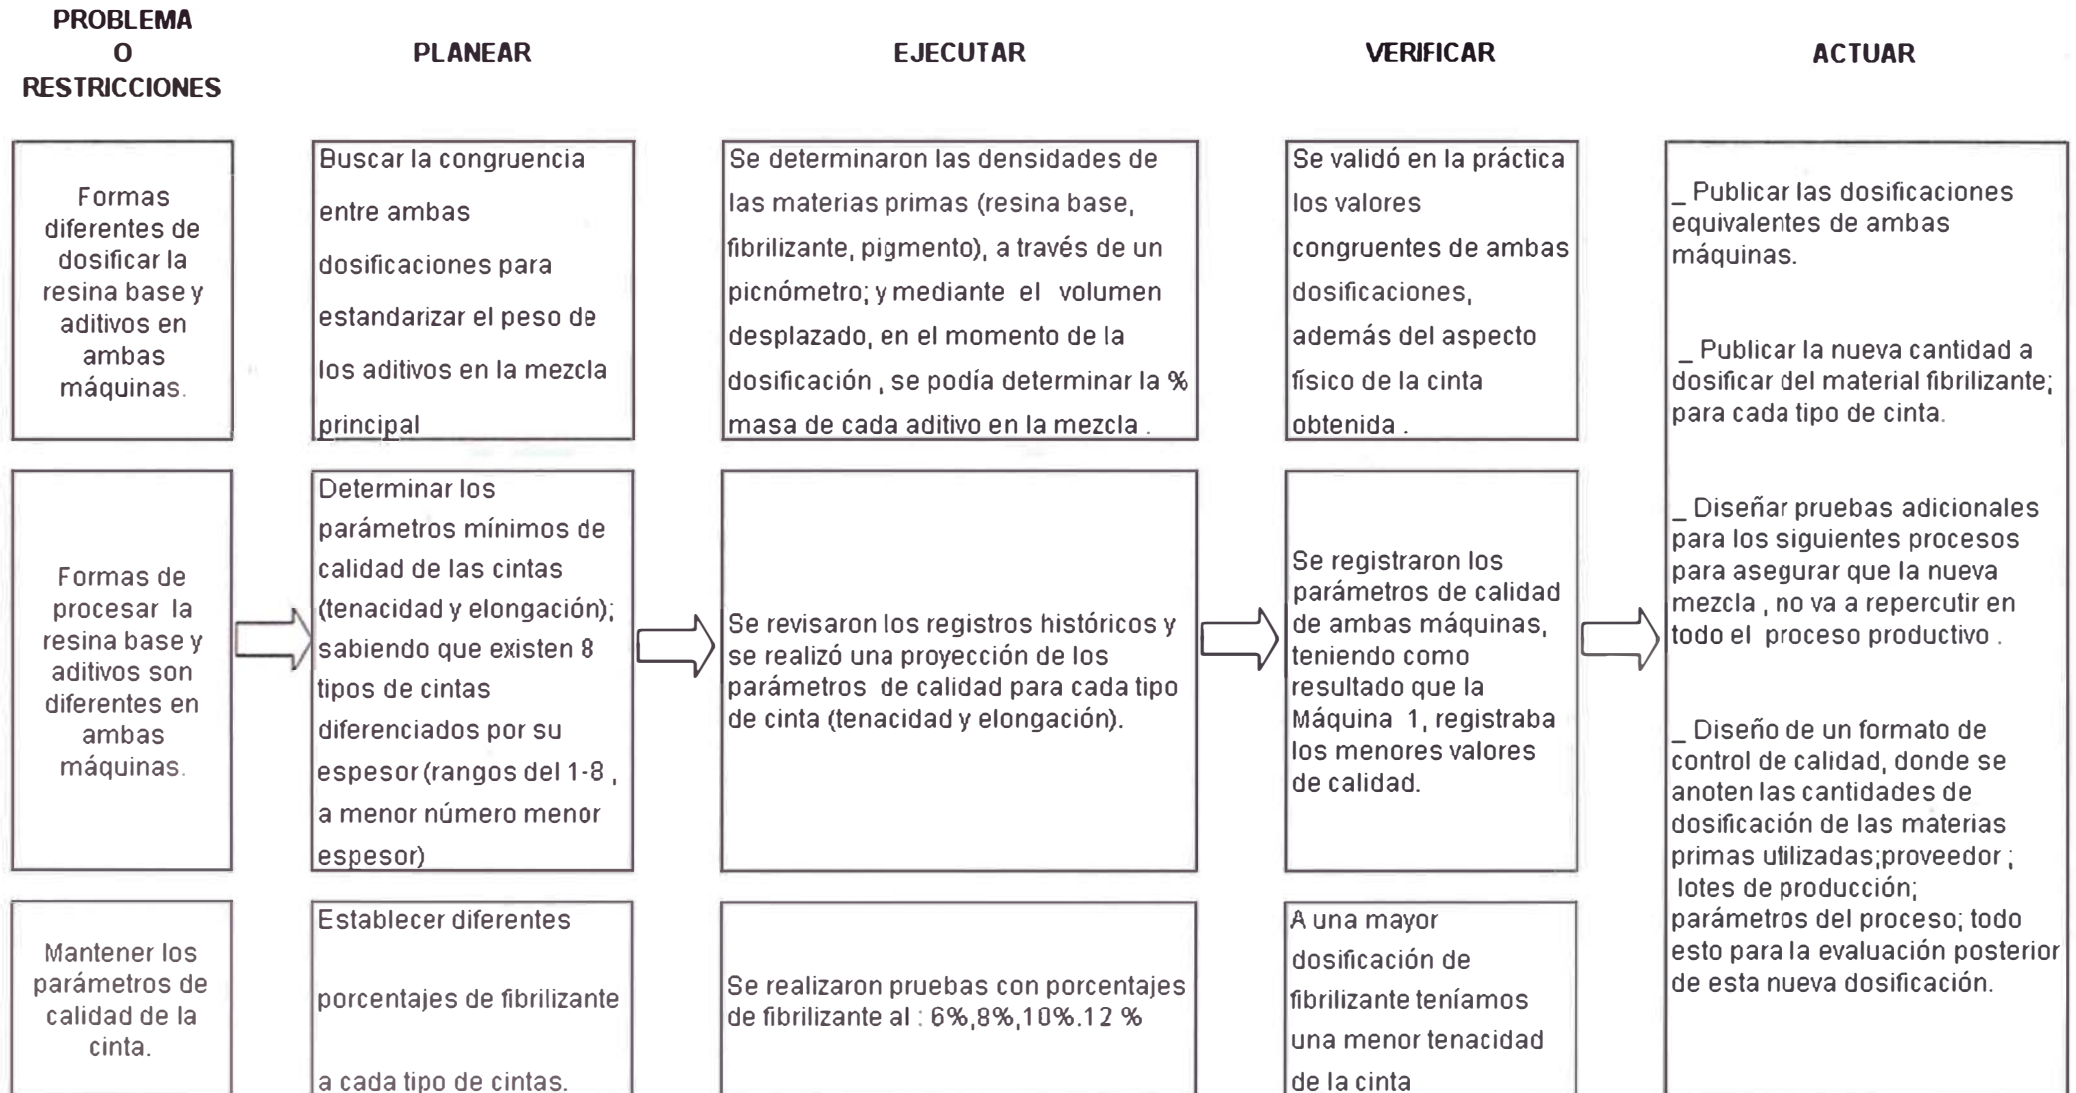 PROBLEMA
O
RESTRICCIONES
PLANEAR
EJECUTAR
VERIFICAR
ACTUAR
Formas
diferentes de
dosificar la
resina base y
aditivos en
ambas
máquinas.
Buscar la congruencia
entre ambas
dosificaciones para
estandarizar el peso de
los aditivos en la mezcla
principal
Se determinaron las densidades de
las materias primas (resina base,
fibrilizante, pigmento), a través de un
picnómetro; y mediante el volumen
desplazado, en el momento de la
dosificación , se podía determinar la %
masa de cada aditivo en la mezcla .
Se validó en la práctica
los valores
congruentes de ambas
dosificaciones,
además del aspecto
físico de la cinta
obtenida .
_ Publicar las dosificaciones
equivalentes de ambas
máquinas.
_ Publicar la nueva cantidad a
dosificar del material fibrilizante;
para cada tipo de cinta.
_ Diseñar pruebas adicionales
para los siguientes procesos
para asegurar que la nueva
mezcla , no va a repercutir en
todo el proceso productivo .
_ Diseño de un formato de
control de calidad, donde se
anoten las cantidades de
dosificación de las materias
primas utilizadas;proveedor ;
lotes de producción;
parámetros del proceso; todo
esto para la evaluación posterior
de esta nueva dosificación.
Formas de
procesar la
resina base y
aditivos son
diferentes en
ambas
máquinas.
Determinar los
parámetros mínimos de
calidad de las cintas
(tenacidad y elongación);
sabiendo que existen 8
tipos de cintas
diferenciados por su
espesor (rangos del 1-8 ,
a menor número menor
espesor)
Se revisaron los registros históricos y
se realizó una proyección de los
parámetros de calidad para cada tipo
de cinta (tenacidad y elongación).
Se registraron los
parámetros de calidad
de ambas máquinas,
teniendo como
resultado que la
Máquina 1, registraba
los menores valores
de calidad.
Mantener los
parámetros de
calidad de la
cinta.
Establecer diferentes
porcentajes de fibrilizante
a cada tipo de cintas.
Se realizaron pruebas con porcentajes
de fibrilizante al : 6%,8%,10%.12 %
A una mayor
dosificación de
fibrilizante teníamos
una menor tenacidad
de la cinta